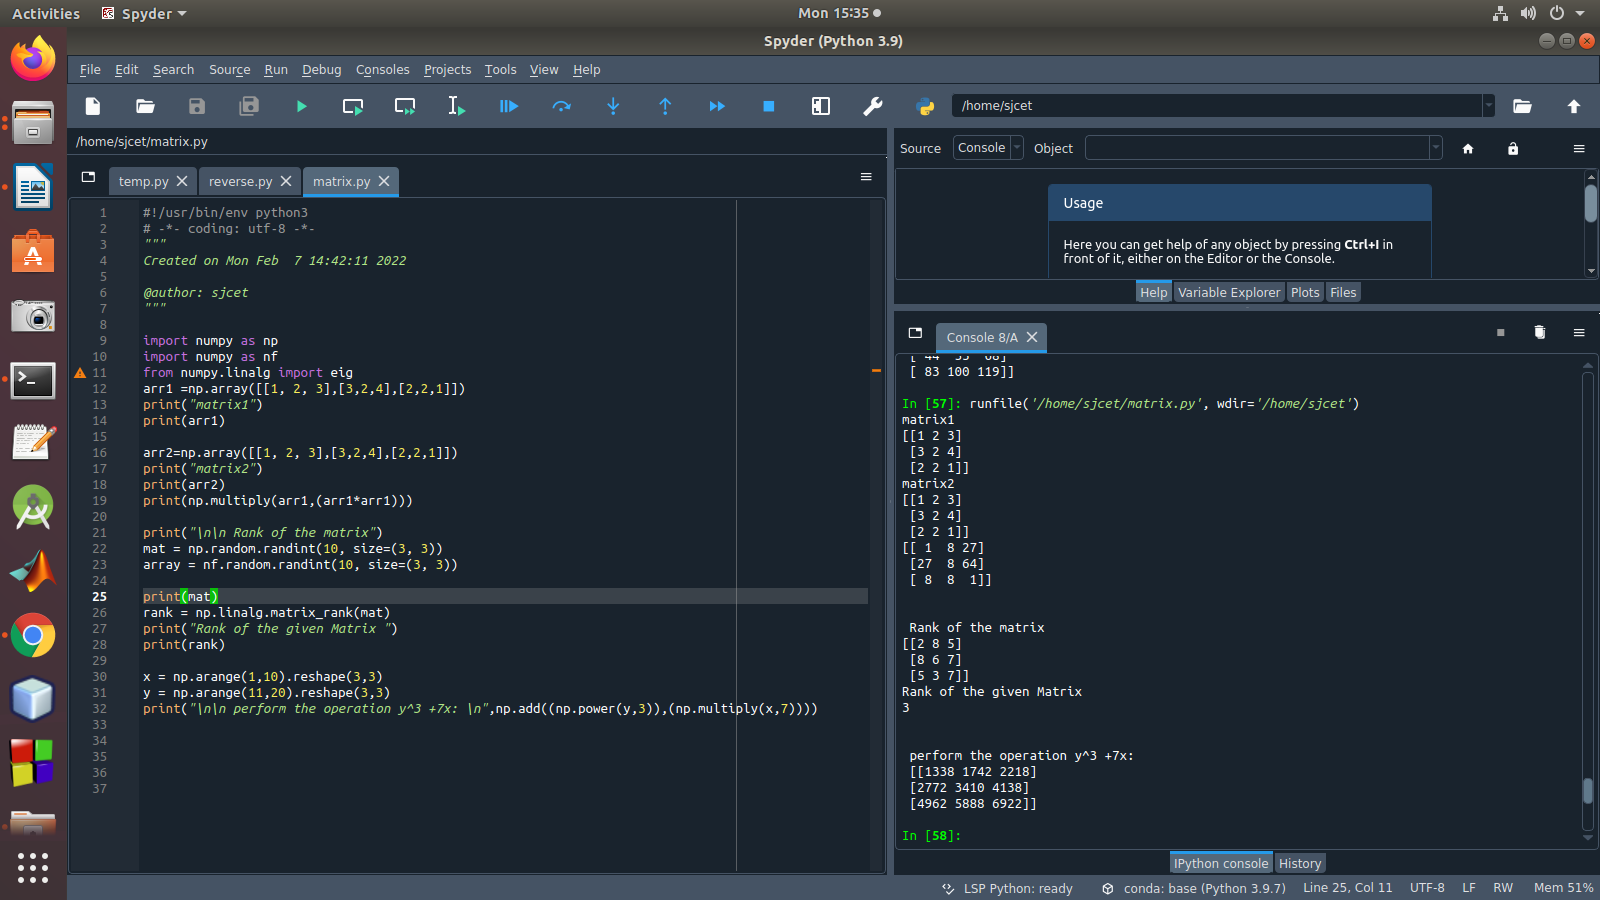 Activities
Spyder
Mon 15:35
Spyder (Python 3.9)
File Edit Search Source Run Debug Consoles Projects Tools View Help
/home/sjcet
/home/sjcet/matrix.py
temp.py
reverse.py
matrix.py
1 #!/usr/bin/env python3
2 # -*- coding: utf-8 -*-
3 """
4 Created on Mon Feb  7 14:42:11 2022
5
6 @author: sjcet
7 """
8
9 import numpy as np
10 import numpy as nf
11 from numpy.linalg import eig
12 arr1 =np.array([[1, 2, 3],[3,2,4],[2,2,1]])
13 print("matrix1")
14 print(arr1)
15
16 arr2=np.array([[1, 2, 3],[3,2,4],[2,2,1]])
17 print("matrix2")
18 print(arr2)
19 print(np.multiply(arr1,(arr1*arr1)))
20
21 print("\n\n Rank of the matrix")
22 mat = np.random.randint(10, size=(3, 3))
23 array = nf.random.randint(10, size=(3, 3))
24
25 print(mat)
26 rank = np.linalg.matrix_rank(mat)
27 print("Rank of the given Matrix ")
28 print(rank)
29
30 x = np.arange(1,10).reshape(3,3)
31 y = np.arange(11,20).reshape(3,3)
32 print("\n\n perform the operation y^3 +7x: \n",np.add((np.power(y,3)),(np.multiply(x,7))))
33
34
35
36
37
Source Console Object
Usage
Here you can get help of any object by pressing Ctrl+I in
front of it, either on the Editor or the Console.
Help Variable Explorer Plots Files
Console 8/A
[ 44 55 68]
[ 83 100 119]]
In [57]: runfile('/home/sjcet/matrix.py', wdir='/home/sjcet')
matrix1
[[1 2 3]
[3 2 4]
[2 2 1]]
matrix2
[[1 2 3]
[3 2 4]
[2 2 1]]
[[ 1  8 27]
[27  8 64]
[ 8  8  1]]
Rank of the matrix
[[2 8 5]
[8 6 7]
[5 3 7]]
Rank of the given Matrix
3
perform the operation y^3 +7x:
[[1338 1742 2218]
[2772 3410 4138]
[4962 5888 6922]]
In [58]:
IPython console History
LSP Python: ready conda: base (Python 3.9.7) Line 25, Col 11 UTF-8 LF RW Mem 51%